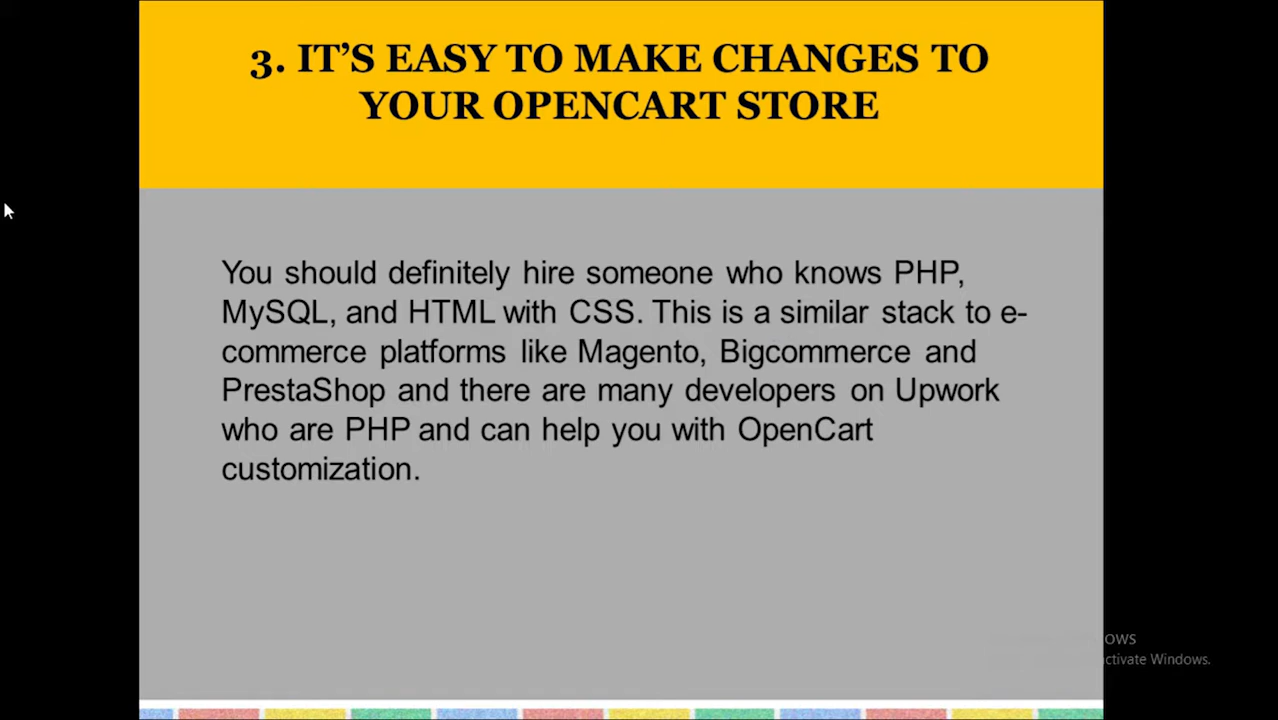 3. IT’S EASY TO MAKE CHANGES TO
YOUR OPENCART STORE
You should definitely hire someone who knows PHP,
MySQL, and HTML with CSS. This is a similar stack to e-
commerce platforms like Magento, Bigcommerce and
PrestaShop and there are many developers on Upwork
who are PHP and can help you with OpenCart
customization.
Windows.